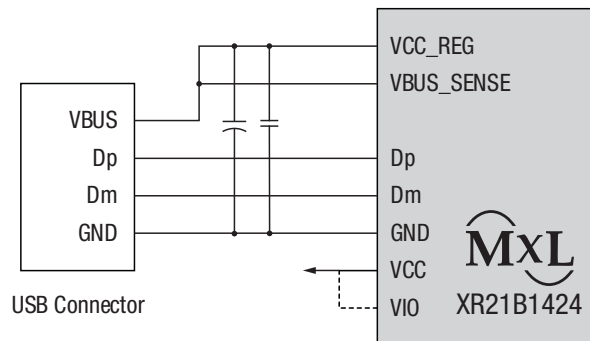 VCC_REG
VBUS_SENSE
VBUS
Dp
Dp
Dm
Dm
GND
GND
VCC
VIO
MxL
XR21B1424
USB Connector